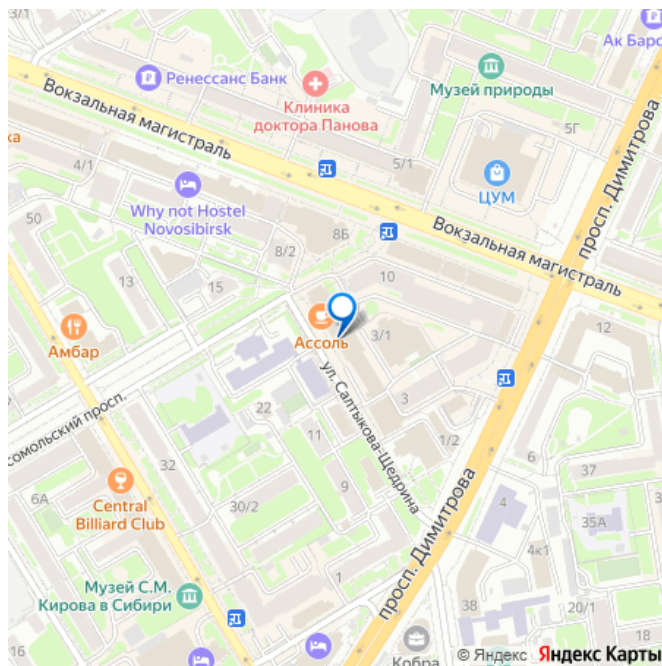 Ак Барс
Ренессанс Банк
Музей природы
Вокзальная магистраль
Клиника
доктора Панова
5Г
ка
4/1
5/1
ЦУМ
просп. Димитрова
Why not Hostel
Novosibirsk
50
8Б
8/2
Вокзальная магистраль
13
15
10
12
Ассоль
3/1
Амбар
ул. Салтыкова-Щедрина
сомольский просп.
22
3
11
1/2
6
32
37
6А
Central
Billiard Club
30/2
9
просп. Димитрова
4
35А
4к1
Музей С.М.
Кирова в Сибири
1
38
20/1
18
16
Кобра
© Яндекс Яндекс Карты